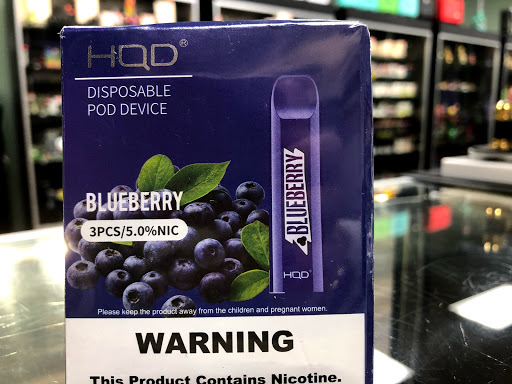 HQD®
DISPOSABLE
POD DEVICE
BLUEBERRY
3PCS/5.0%NIC
BLUEBERRY
HQD
Please keep the product away from the children and pregnant women.
WARNING
This Product Contains Nicotine.